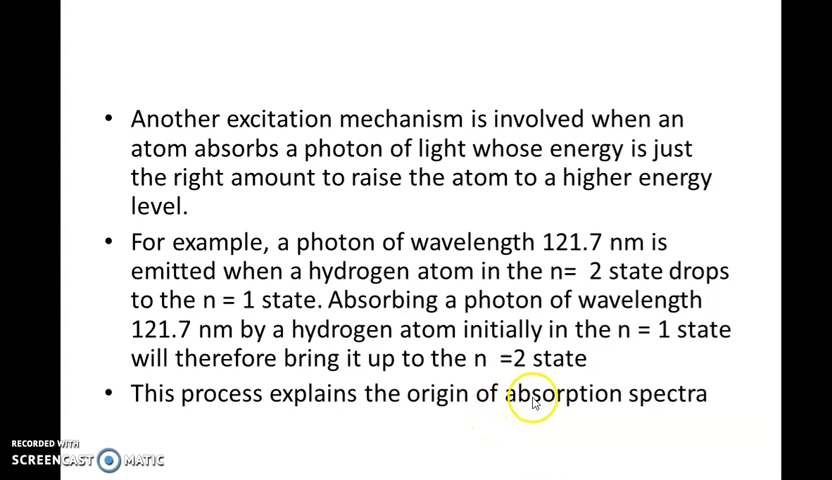 • Another excitation mechanism is involved when an
atom absorbs a photon of light whose energy is just
the right amount to raise the atom to a higher energy
level.
• For example, a photon of wavelength 121.7 nm is
emitted when a hydrogen atom in the n=  2 state drops
to the n = 1 state. Absorbing a photon of wavelength
121.7 nm by a hydrogen atom initially in the n = 1 state
will therefore bring it up to the n  =2 state
• This process explains the origin of absorption spectra
RECORDED WITH
SCREENCAST MATIC